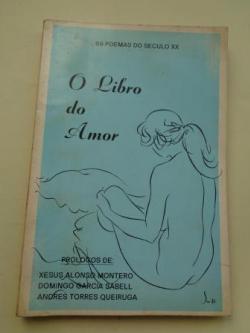 69 POEMAS DO SECULO XX
O Libro
do
Amor
PROLOGOS DE:
XESUS ALONSO MONTERO
DOMINGO GARCIA SABELL
ANDRES TORRES QUEIRUGA